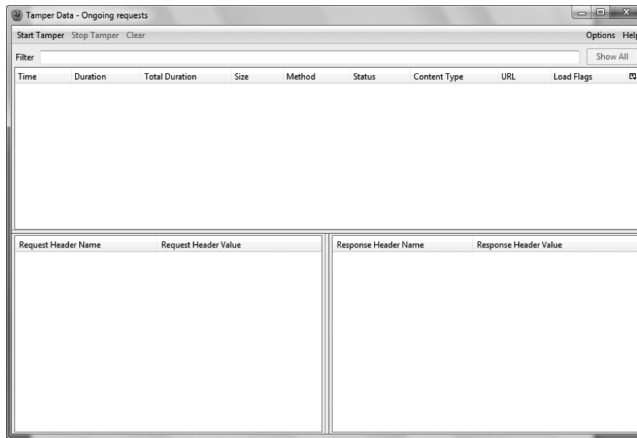 Tamper Data - Ongoing requests
Start Tamper Stop Tamper Clear Options Help
Filter Show All
Time Duration Total Duration Size Method Status Content Type URL Load Flags
Request Header Name Request Header Value Response Header Name Response Header Value